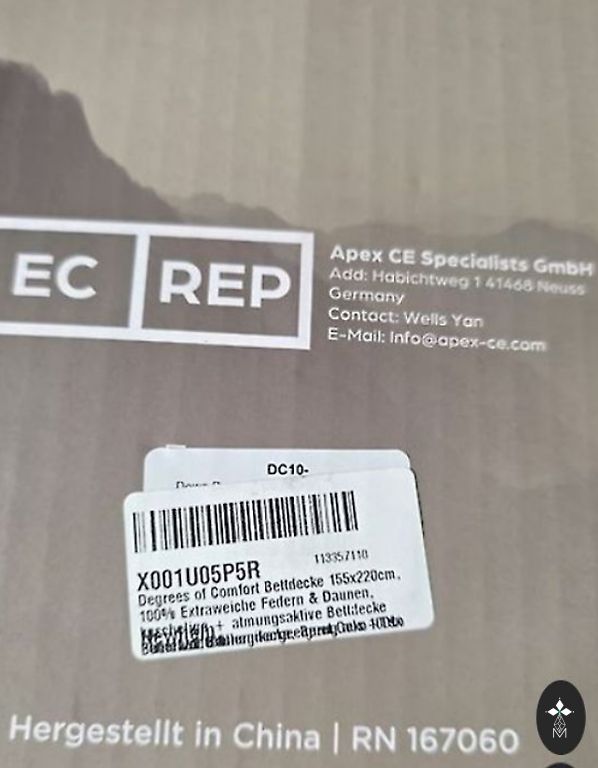 EC REP
Apex CE Specialists GmbH
Add: Habichtweg 1 41468 Neuss
Germany
Contact: Wells Yan
E-Mail: Info@apex-ce.com
DC10-
X001U05P5R
113357110
Degrees of Comfort Bettdecke 155x220cm,
100% Extraweiche Federn & Daunen,
+ atmungsaktive Bettdecke
Hergestellt in China | RN 167060
M